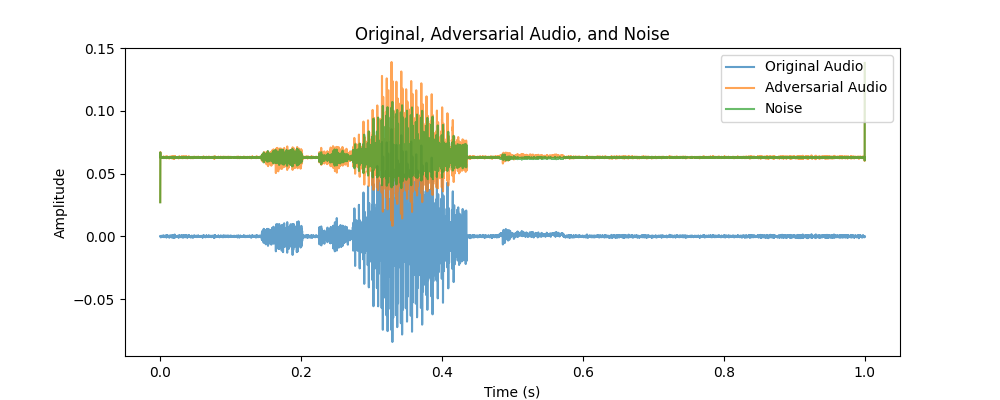 Original, Adversarial Audio, and Noise
0.15
0.10
0.05
0.00
−0.05
Amplitude
Original Audio
Adversarial Audio
Noise
0.0 0.2 0.4 0.6 0.8 1.0
Time (s)